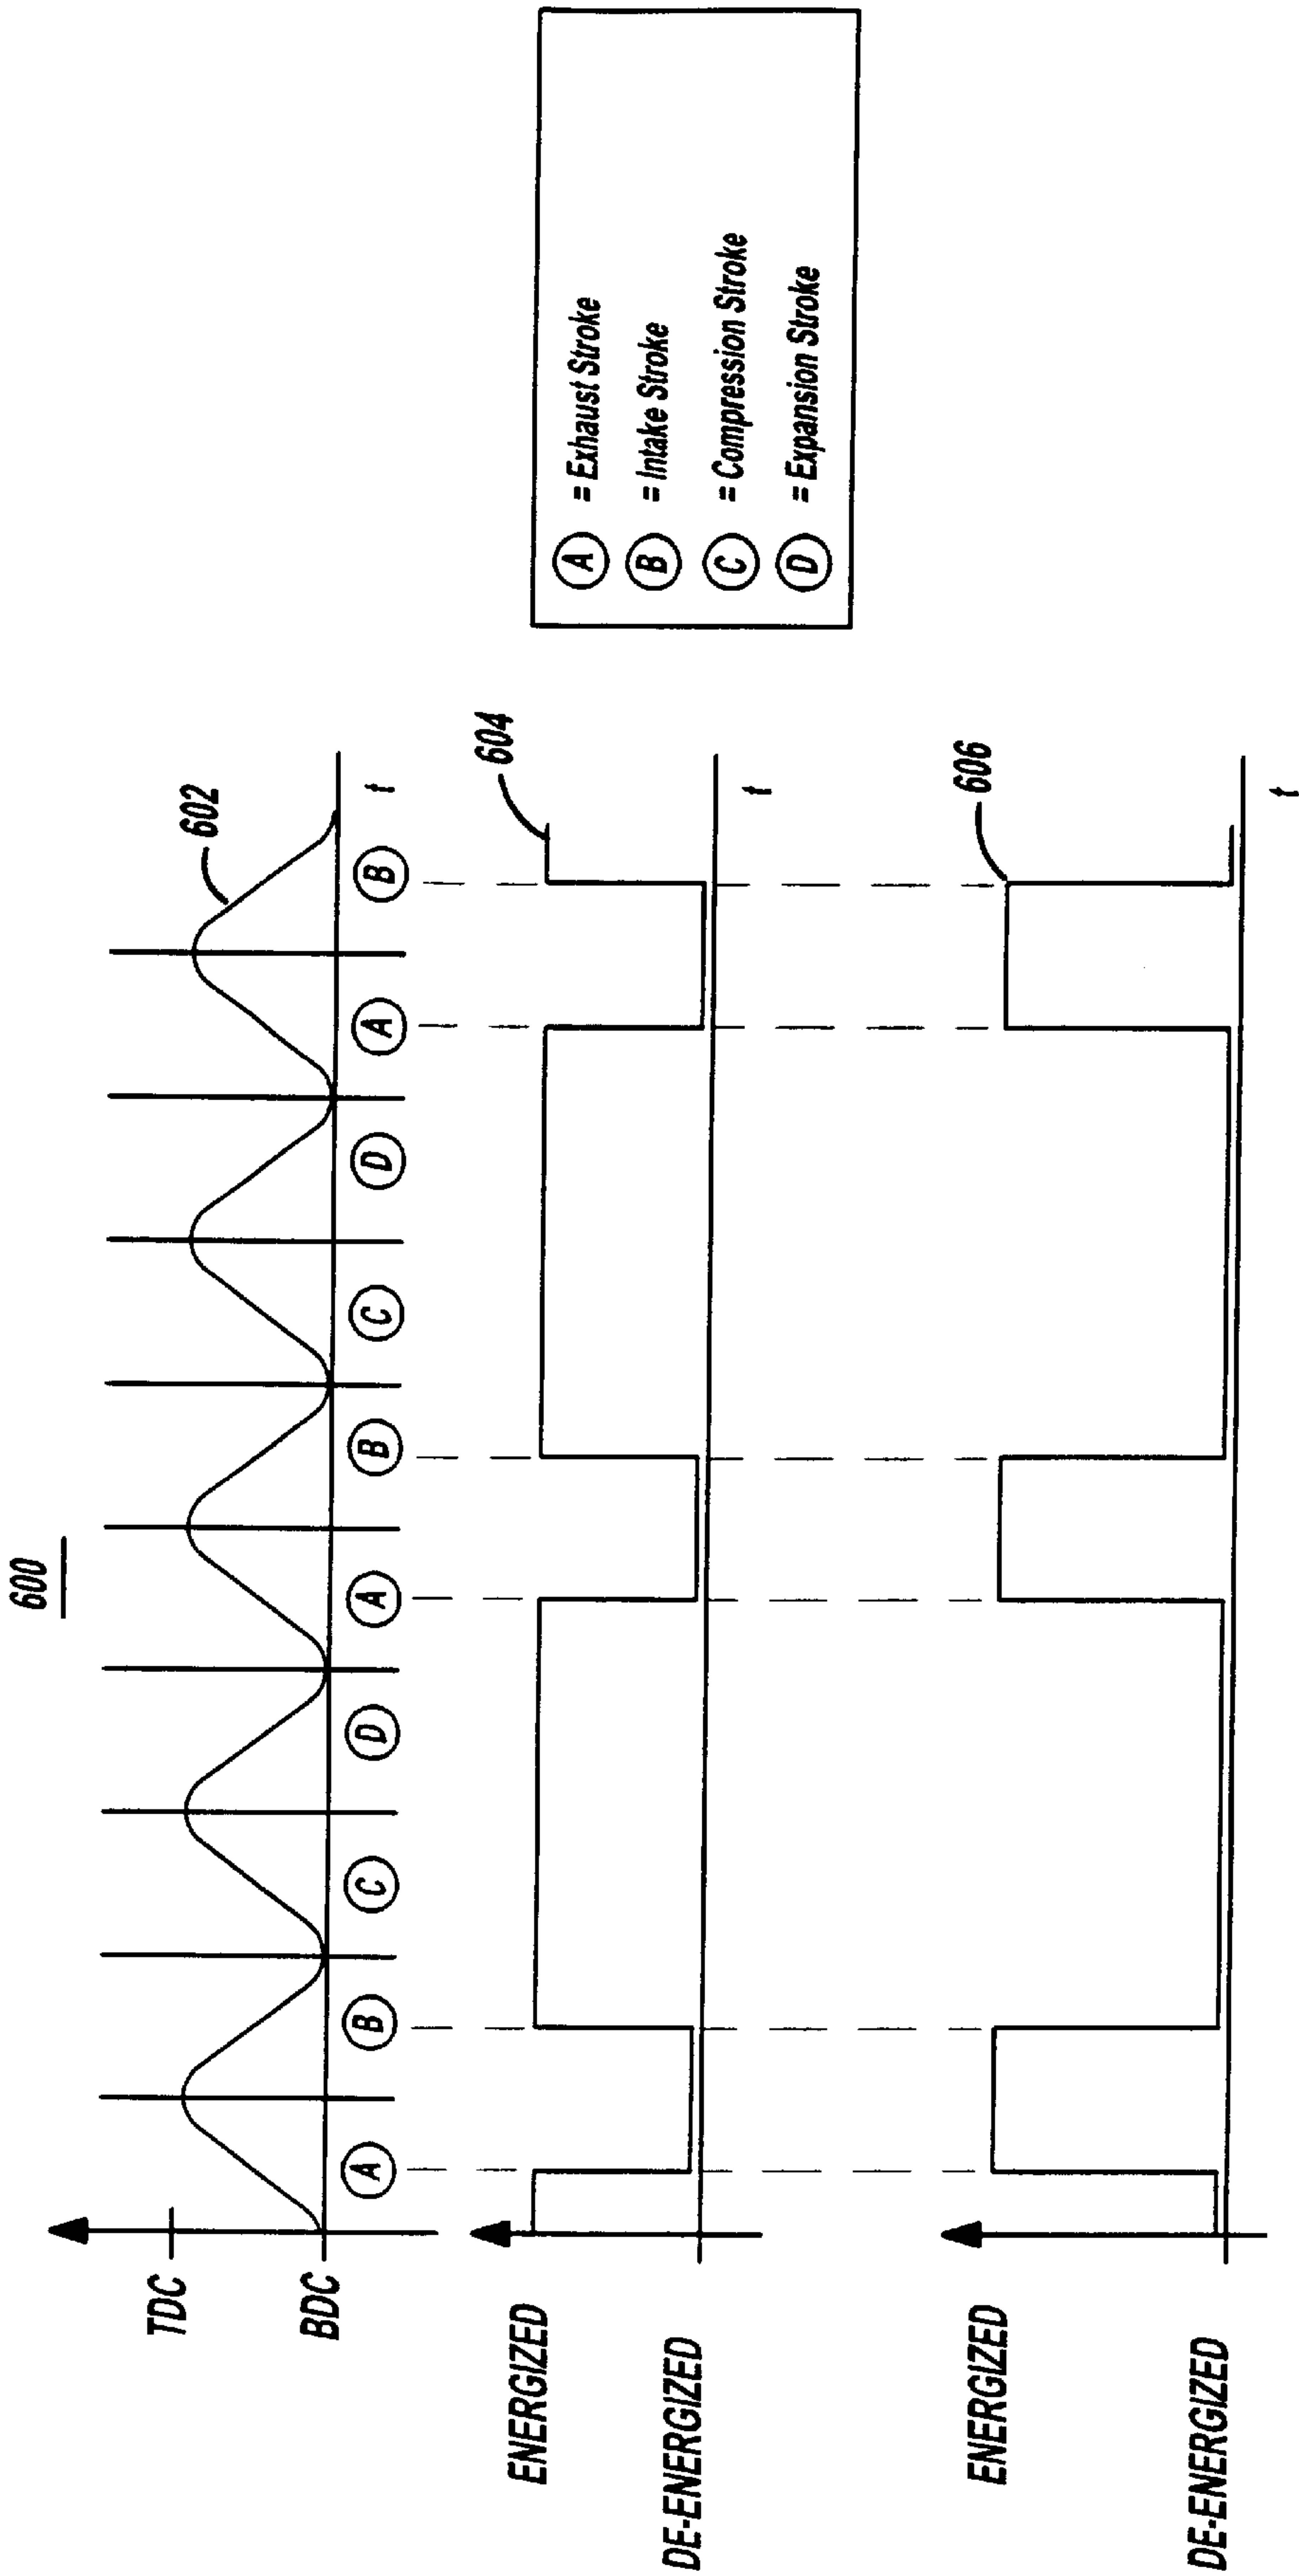 600
TDC
BDC
602
t
A B C D A B C D A B
ENERGIZED
DE-ENERGIZED
604
t
ENERGIZED
DE-ENERGIZED
606
t
A = Exhaust Stroke
B = Intake Stroke
C = Compression Stroke
D = Expansion Stroke